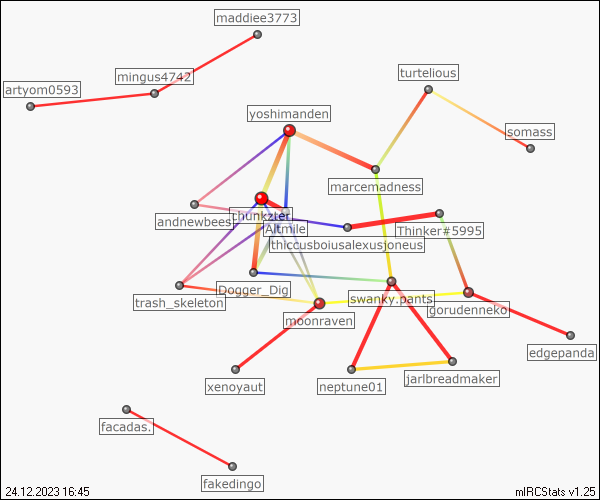 maddiee3773
mingus4742
artyom0593
turtelious
yoshimanden
somass
marcemadness
andnewbees
chunkzter
Altmile
Thinker#5995
thiccusboiusalexusjoneus
trash_skeleton
Dogger_Dig
swanky.pants
gorudenneko
moonraven
edgepanda
xenoyaut
neptune01
jarlbreadmaker
facadas.
fakedingo
24.12.2023 16:45
mIRCStats v1.25